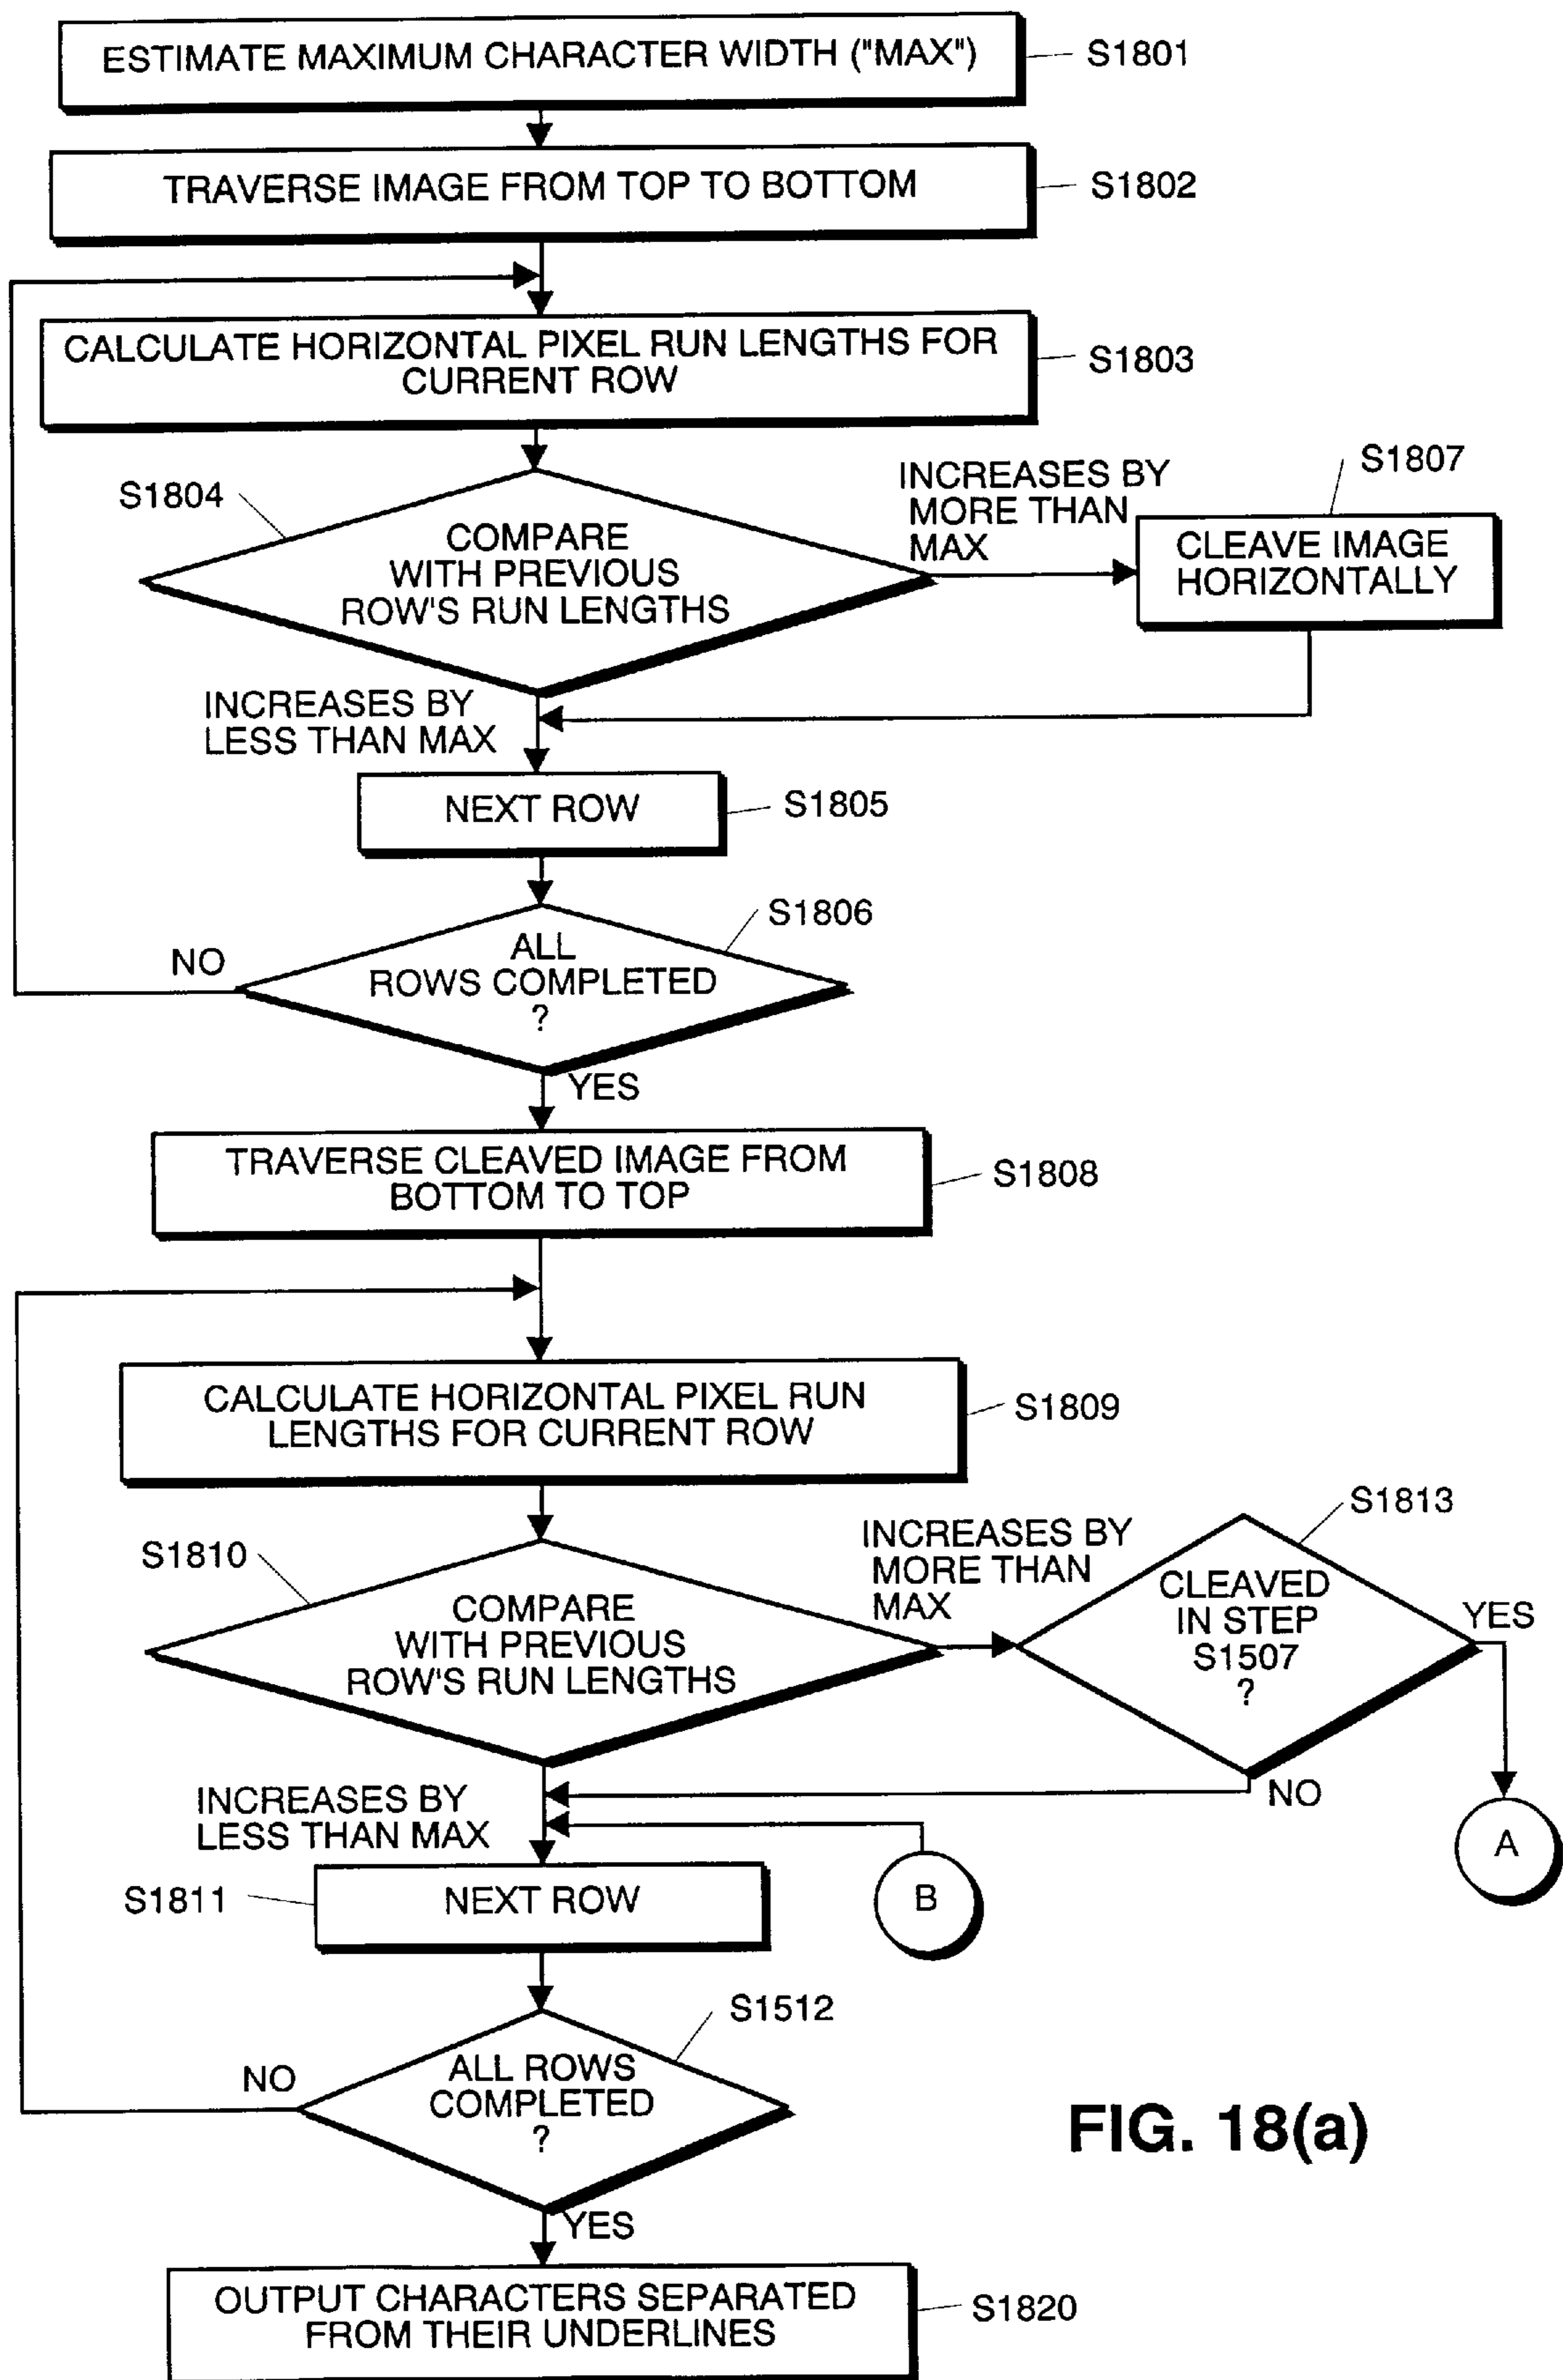 ESTIMATE MAXIMUM CHARACTER WIDTH ("MAX")
S1801
TRAVERSE IMAGE FROM TOP TO BOTTOM
S1802
CALCULATE HORIZONTAL PIXEL RUN LENGTHS FOR
CURRENT ROW
S1803
S1804
COMPARE
WITH PREVIOUS
ROW'S RUN LENGTHS
INCREASES BY
MORE THAN
MAX
S1807
CLEAVE IMAGE
HORIZONTALLY
INCREASES BY
LESS THAN MAX
NEXT ROW
S1805
S1806
ALL
ROWS COMPLETED
?
NO
YES
TRAVERSE CLEAVED IMAGE FROM
BOTTOM TO TOP
S1808
CALCULATE HORIZONTAL PIXEL RUN
LENGTHS FOR CURRENT ROW
S1809
S1810
COMPARE
WITH PREVIOUS
ROW'S RUN LENGTHS
INCREASES BY
MORE THAN
MAX
S1813
CLEAVED
IN STEP
S1507
?
YES
NO
A
INCREASES BY
LESS THAN MAX
B
S1811
NEXT ROW
S1512
ALL ROWS
COMPLETED
?
NO
YES
FIG. 18(a)
OUTPUT CHARACTERS SEPARATED
FROM THEIR UNDERLINES
S1820